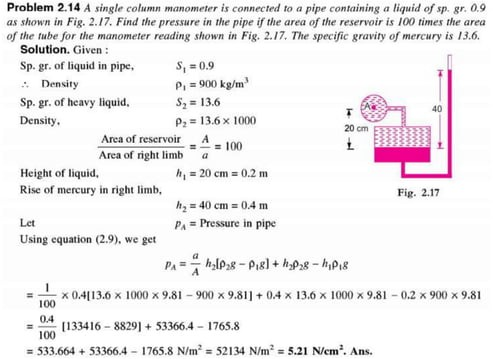 Problem 2.14 A single column manometer is connected to a pipe containing a liquid of sp. gr. 0.9
as shown in Fig. 2.17. Find the pressure in the pipe if the area of the reservoir is 100 times the area
of the tube for the manometer reading shown in Fig. 2.17. The specific gravity of mercury is 13.6.
Solution. Given :
Sp. gr. of liquid in pipe, S₁ = 0.9
∴ Density ρ₁ = 900 kg/m³
Sp. gr. of heavy liquid, S₂ = 13.6
Density, ρ₂ = 13.6 × 1000
Area of reservoir / Area of right limb = A / a = 100
Height of liquid, h₁ = 20 cm = 0.2 m
Rise of mercury in right limb,
h₂ = 40 cm = 0.4 m
Let p_A = Pressure in pipe
Using equation (2.9), we get
p_A = a/A h₂[ρ₂g – ρ₁g] + h₂ρ₂g – h₁ρ₁g
= 1/100 × 0.4[13.6 × 1000 × 9.81 – 900 × 9.81] + 0.4 × 13.6 × 1000 × 9.81 – 0.2 × 900 × 9.81
= 0.4/100 [133416 – 8829] + 53366.4 – 1765.8
= 533.664 + 53366.4 – 1765.8 N/m² = 52134 N/m² = 5.21 N/cm². Ans.
A
40
20 cm
Fig. 2.17